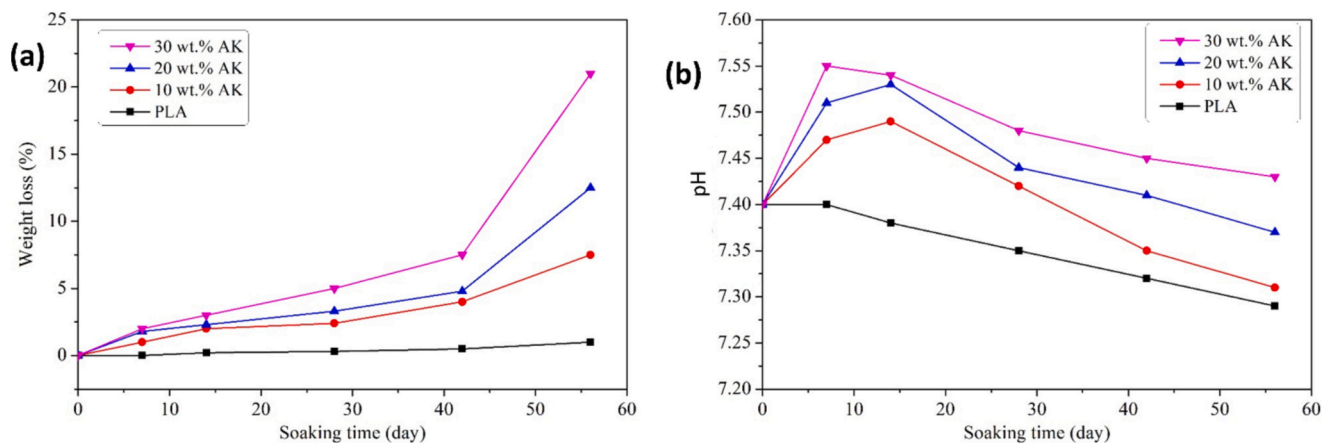 (a)
25
20
15
10
5
0
Weight loss (%)
30 wt.% AK
20 wt.% AK
10 wt.% AK
PLA
0 10 20 30 40 50 60
Soaking time (day)
(b)
7.60
7.55
7.50
7.45
7.40
7.35
7.30
7.25
7.20
pH
30 wt.% AK
20 wt.% AK
10 wt.% AK
PLA
0 10 20 30 40 50 60
Soaking time (day)